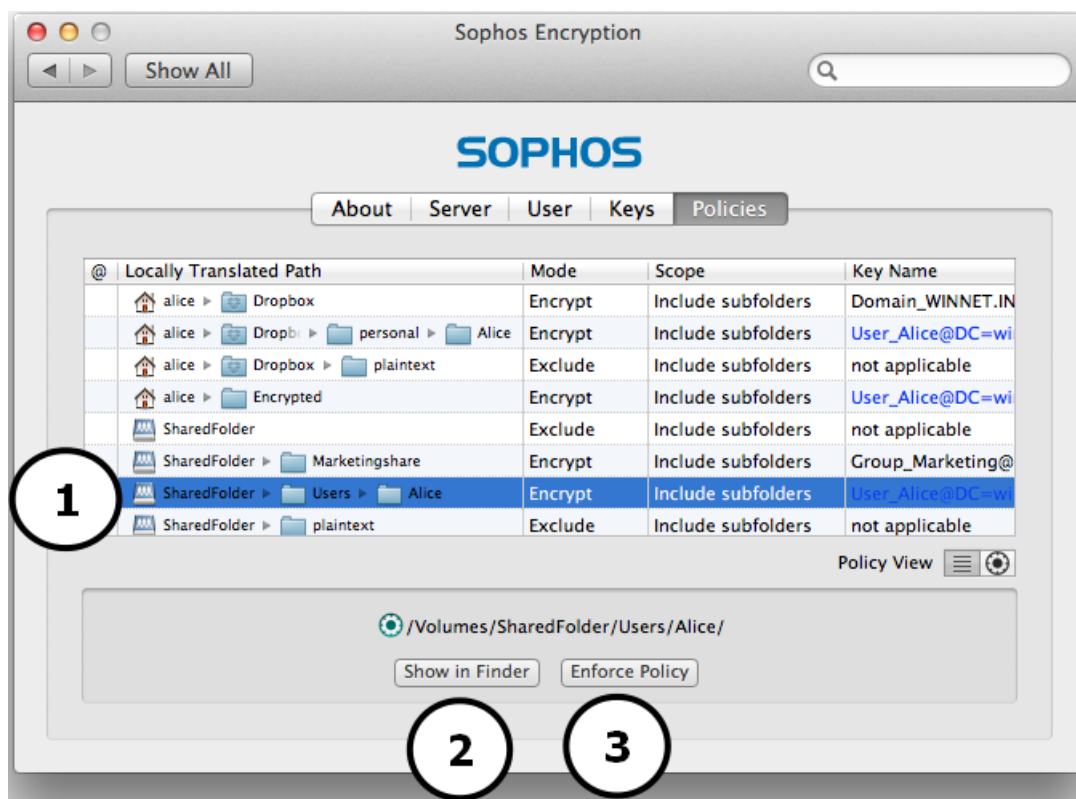 Sophos Encryption
Show All
SOPHOS
About Server User Keys Policies
@ Locally Translated Path Mode Scope Key Name
alice Dropbox Encrypt Include subfolders Domain_WINNET.IN
alice Dropb personal Alice Encrypt Include subfolders User_Alice@DC=wi
alice Dropbox plaintext Exclude Include subfolders not applicable
alice Encrypted Encrypt Include subfolders User_Alice@DC=wi
SharedFolder Exclude Include subfolders not applicable
SharedFolder Marketingshare Encrypt Include subfolders Group_Marketing@
1 SharedFolder Users Alice Encrypt Include subfolders User_Alice@DC=wi
SharedFolder plaintext Exclude Include subfolders not applicable
Policy View
/Volumes/SharedFolder/Users/Alice/
Show in Finder Enforce Policy
2 3